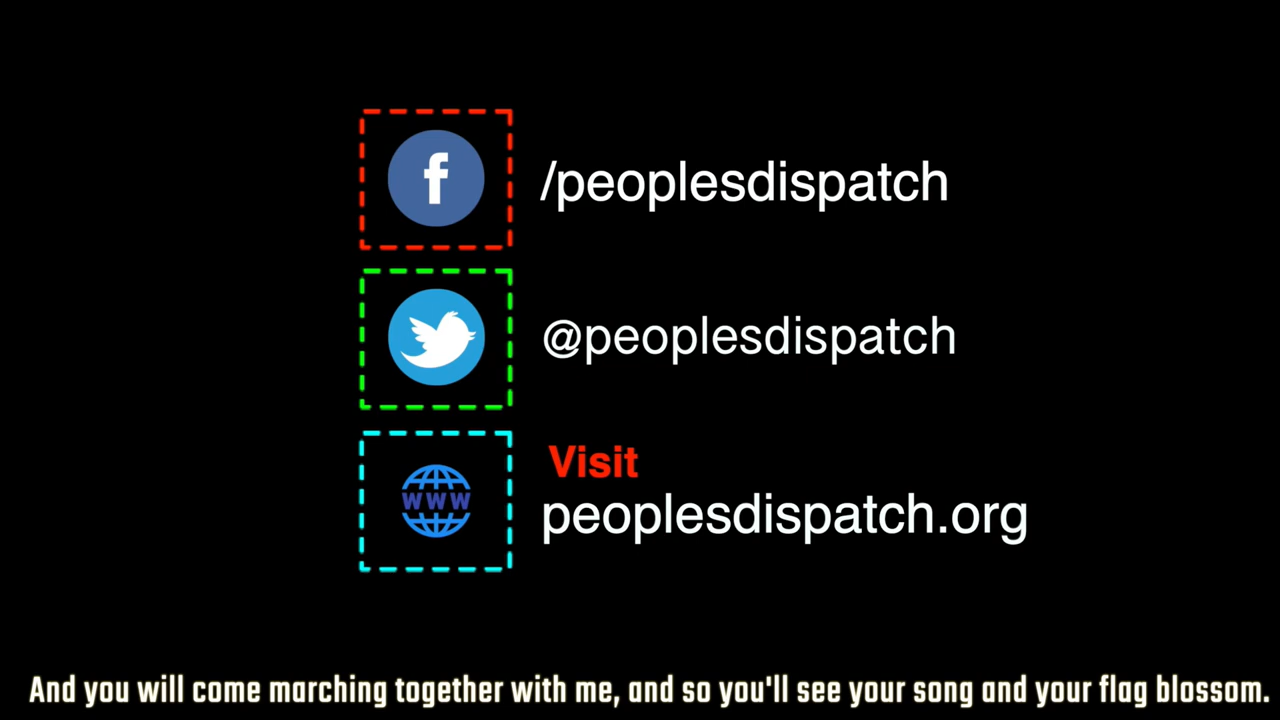 f
/peoplesdispatch
@peoplesdispatch
Visit
www
peoplesdispatch.org
And you will come marching together with me, and so you'll see your song and your flag blossom.